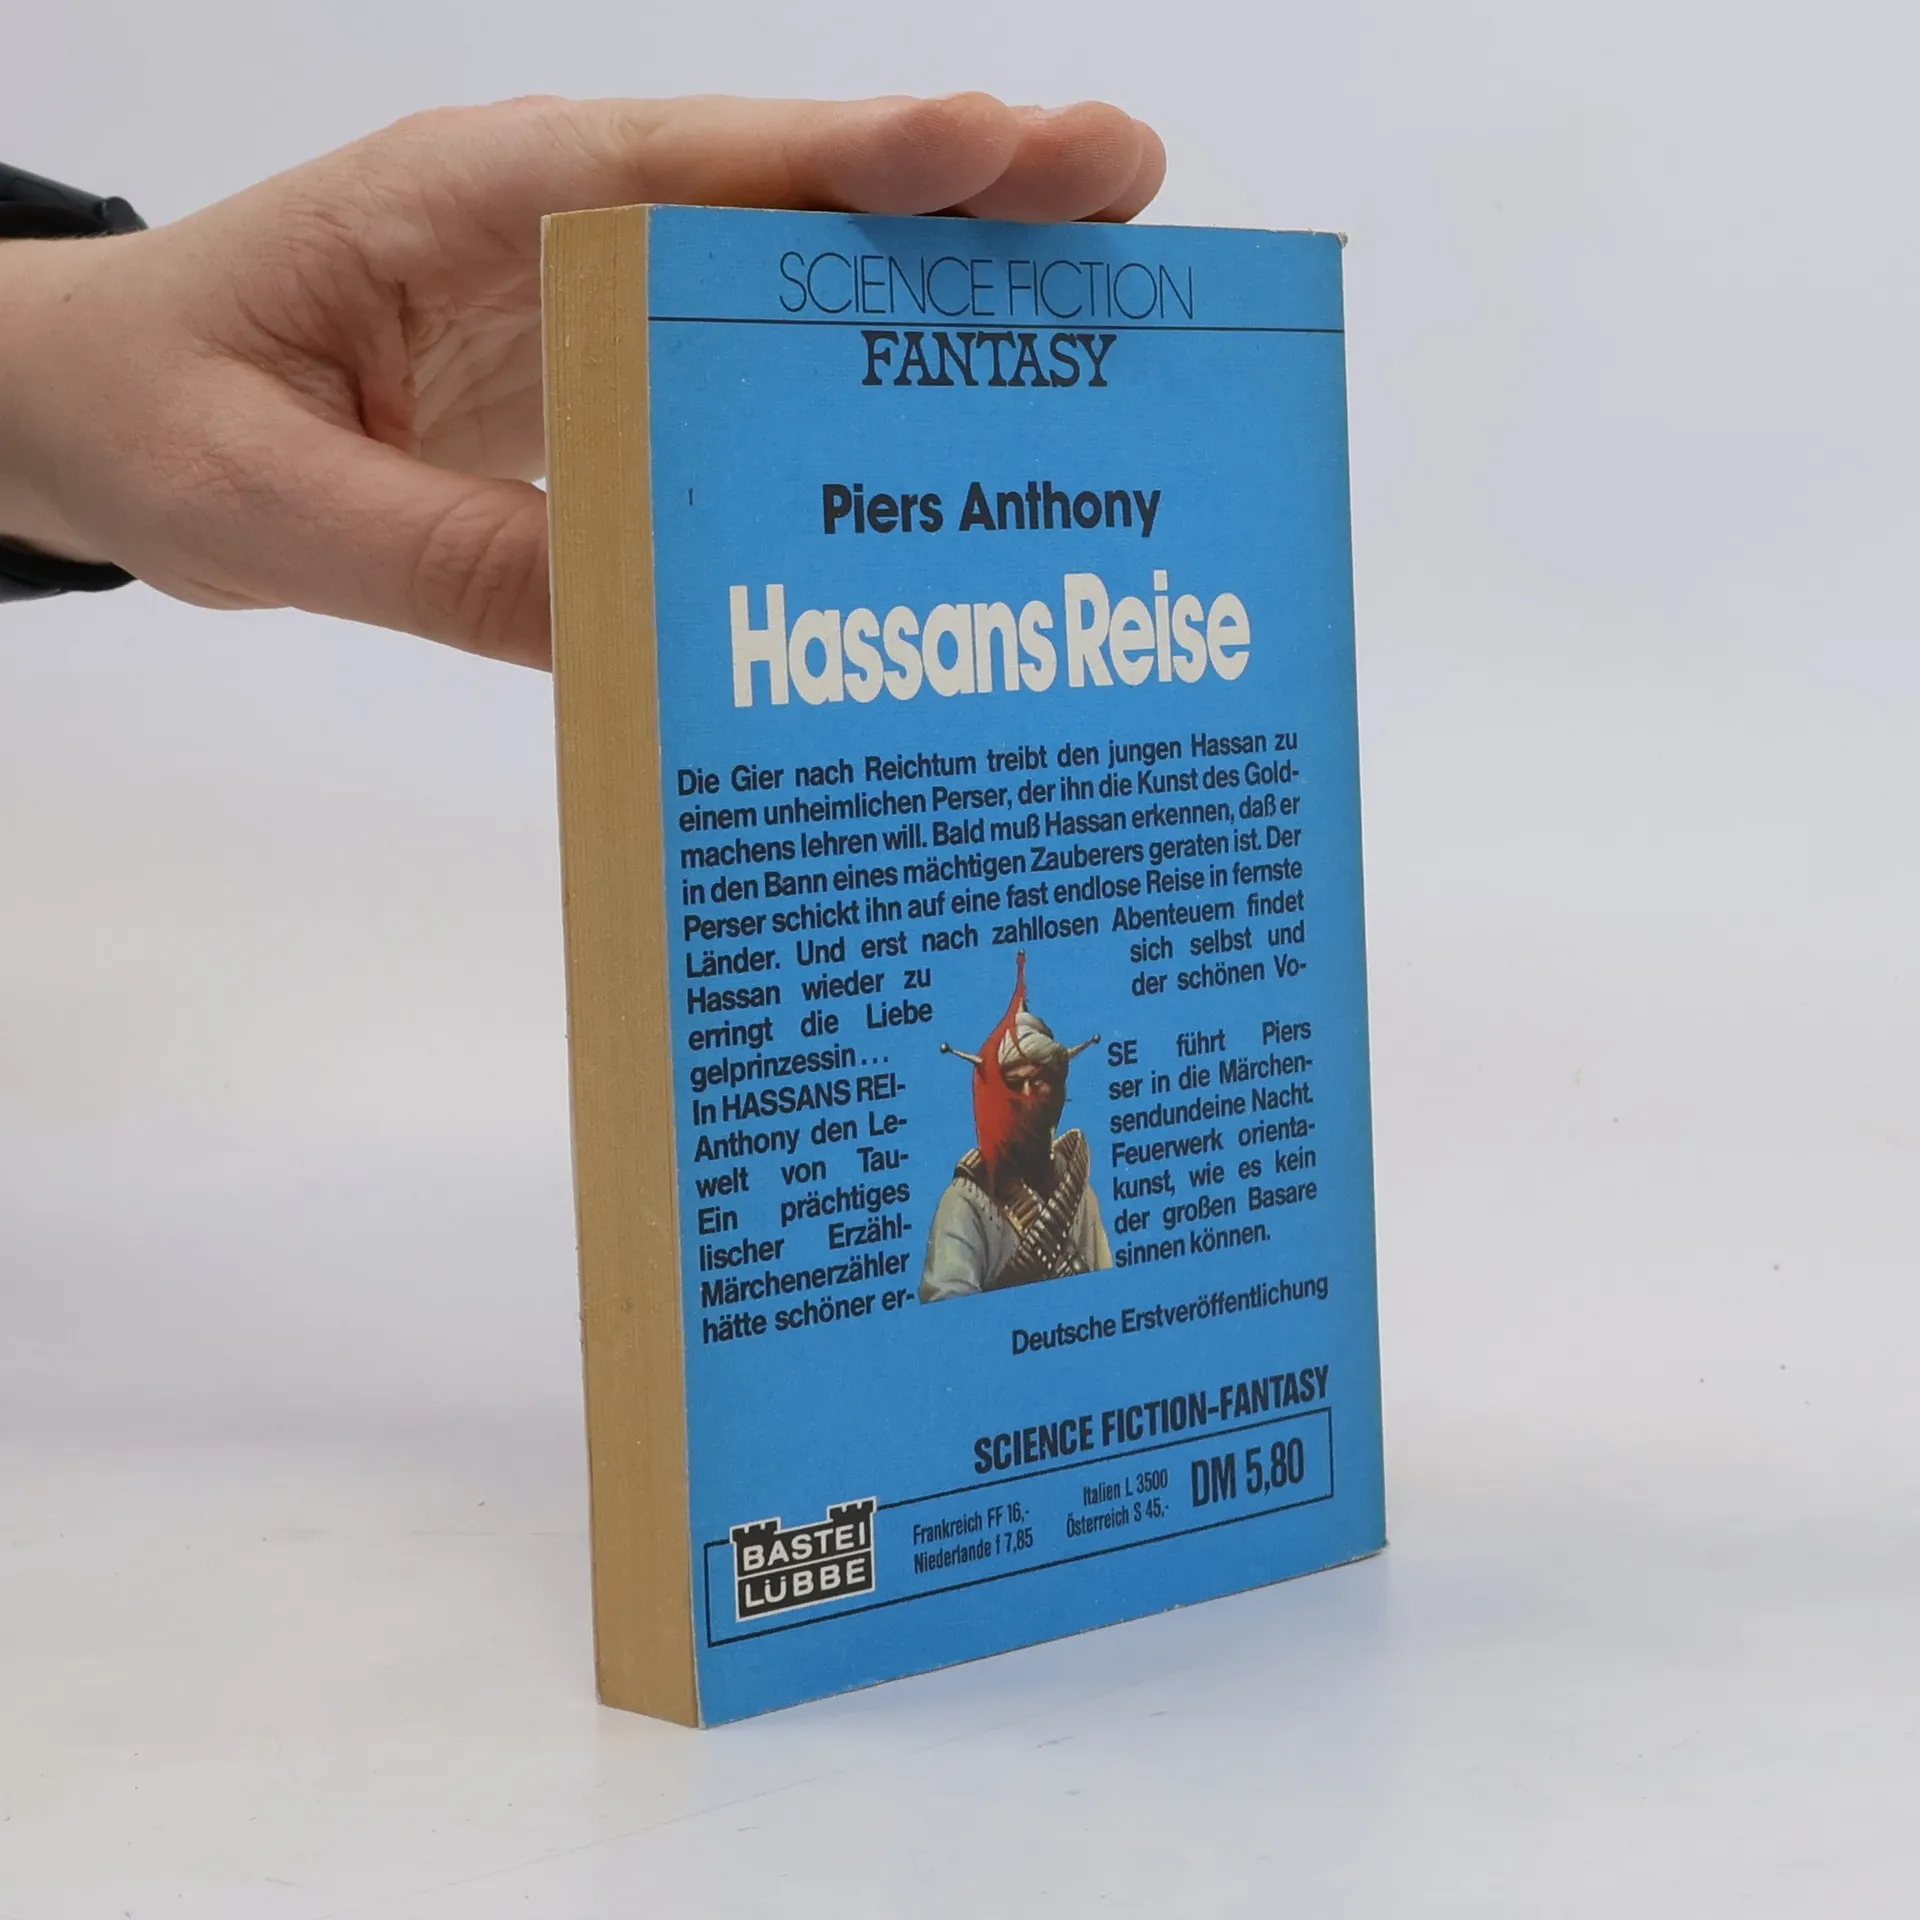 SCIENCE FICTION
FANTASY
Piers Anthony
Hassans Reise
Die Gier nach Reichtum treibt den jungen Hassan zu
einem unheimlichen Perser, der ihn die Kunst des Gold-
machens lehren will. Bald muß Hassan erkennen, daß er
in den Bann eines mächtigen Zauberers geraten ist. Der
Perser schickt ihn auf eine fast endlose Reise in fernste
Länder. Und erst nach zahllosen Abenteuern findet
Hassan wieder zu sich selbst und
erringt die Liebe der schönen Vo-
gelprinzessin...
In HASSANS REI- SE führt Piers
Anthony den Le- ser in die Märchen-
welt von Tau- sendundeine Nacht.
Ein prächtiges Feuerwerk orienta-
lischer Erzähl- kunst, wie es kein
Märchenerzähler der großen Basare
hätte schöner er- sinnen können.
Deutsche Erstveröffentlichung
SCIENCE FICTION-FANTASY
BASTEI
LÜBBE
Frankreich FF 16,- Italien L 3500
Niederlande f 7,85 Österreich S 45,-
DM 5,80